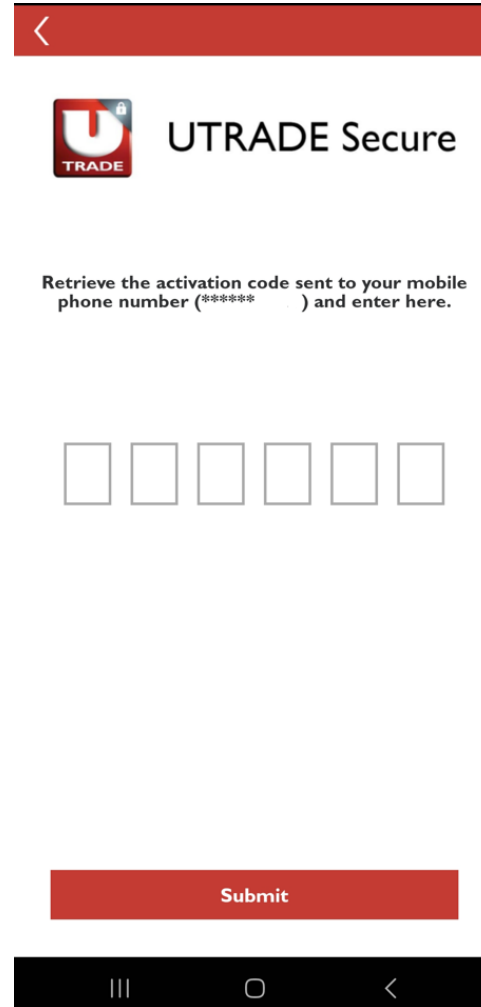 U
TRADE
UTRADE Secure
Retrieve the activation code sent to your mobile
phone number (****** ) and enter here.
Submit